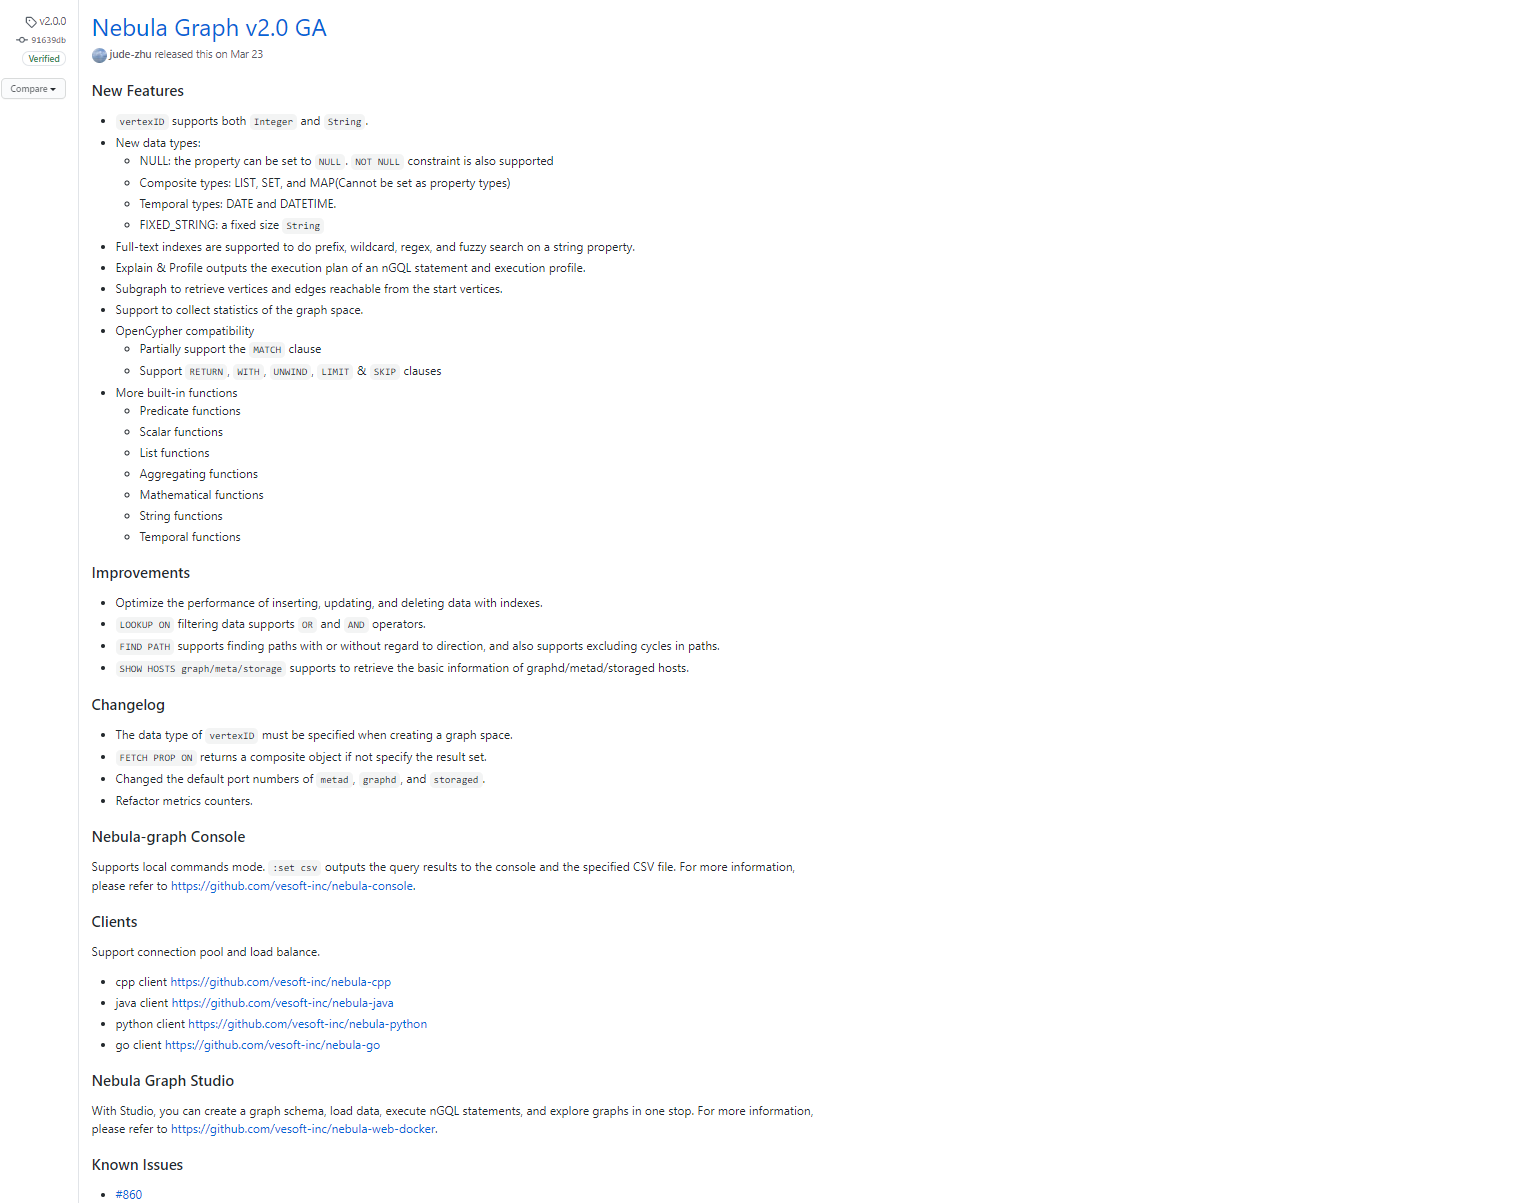 v2.0.0
91639db
Verified
Compare
Nebula Graph v2.0 GA
jude-zhu released this on Mar 23
New Features
vertexID supports both Integer and String .
New data types:
NULL: the property can be set to NULL . NOT NULL constraint is also supported
Composite types: LIST, SET, and MAP(Cannot be set as property types)
Temporal types: DATE and DATETIME.
FIXED_STRING: a fixed size String
Full-text indexes are supported to do prefix, wildcard, regex, and fuzzy search on a string property.
Explain & Profile outputs the execution plan of an nGQL statement and execution profile.
Subgraph to retrieve vertices and edges reachable from the start vertices.
Support to collect statistics of the graph space.
OpenCypher compatibility
Partially support the MATCH clause
Support RETURN , WITH , UNWIND , LIMIT & SKIP clauses
More built-in functions
Predicate functions
Scalar functions
List functions
Aggregating functions
Mathematical functions
String functions
Temporal functions
Improvements
Optimize the performance of inserting, updating, and deleting data with indexes.
LOOKUP ON filtering data supports OR and AND operators.
FIND PATH supports finding paths with or without regard to direction, and also supports excluding cycles in paths.
SHOW HOSTS graph/meta/storage supports to retrieve the basic information of graphd/metad/storaged hosts.
Changelog
The data type of vertexID must be specified when creating a graph space.
FETCH PROP ON returns a composite object if not specify the result set.
Changed the default port numbers of metad , graphd , and storaged .
Refactor metrics counters.
Nebula-graph Console
Supports local commands mode. :set csv outputs the query results to the console and the specified CSV file. For more information,
please refer to https://github.com/vesoft-inc/nebula-console.
Clients
Support connection pool and load balance.
cpp client https://github.com/vesoft-inc/nebula-cpp
java client https://github.com/vesoft-inc/nebula-java
python client https://github.com/vesoft-inc/nebula-python
go client https://github.com/vesoft-inc/nebula-go
Nebula Graph Studio
With Studio, you can create a graph schema, load data, execute nGQL statements, and explore graphs in one stop. For more information,
please refer to https://github.com/vesoft-inc/nebula-web-docker.
Known Issues
#860